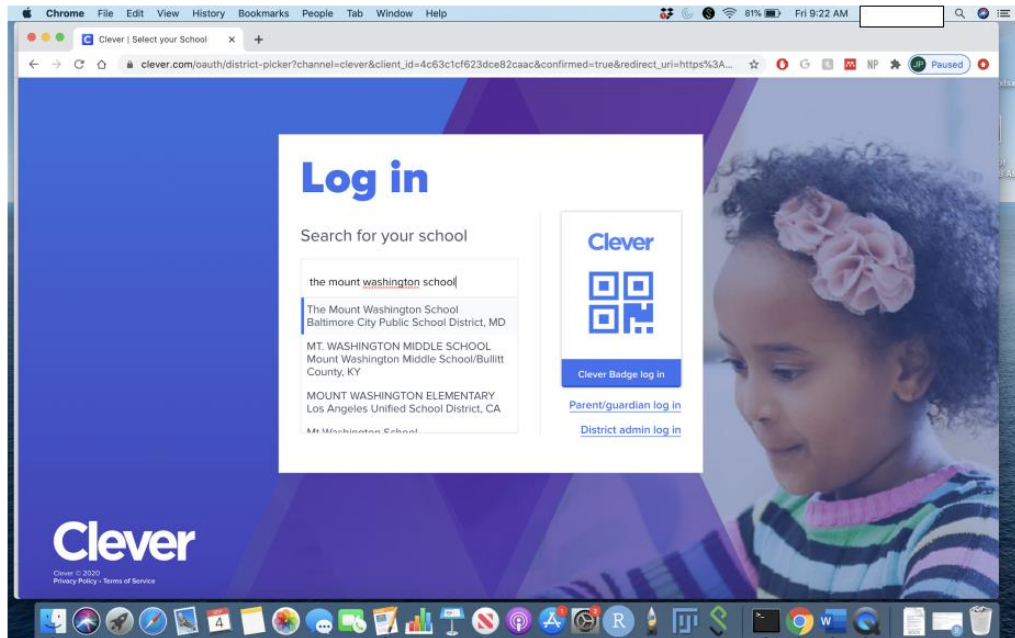 Chrome File Edit View History Bookmarks People Tab Window Help 81% Fri 9:22 AM
Clever | Select your School
clever.com/oauth/district-picker?channel=clever&client_id=4c63c1cf623dce82caac&confirmed=true&redirect_uri=https%3A... NP JP Paused
Log in
Search for your school
the mount washington school
The Mount Washington School
Baltimore City Public School District, MD
MT. WASHINGTON MIDDLE SCHOOL
Mount Washington Middle School/Bullitt
County, KY
MOUNT WASHINGTON ELEMENTARY
Los Angeles Unified School District, CA
Mt Washington School
Clever
Clever Badge log in
Parent/guardian log in
District admin log in
Clever
Clever © 2020
Privacy Policy • Terms of Service